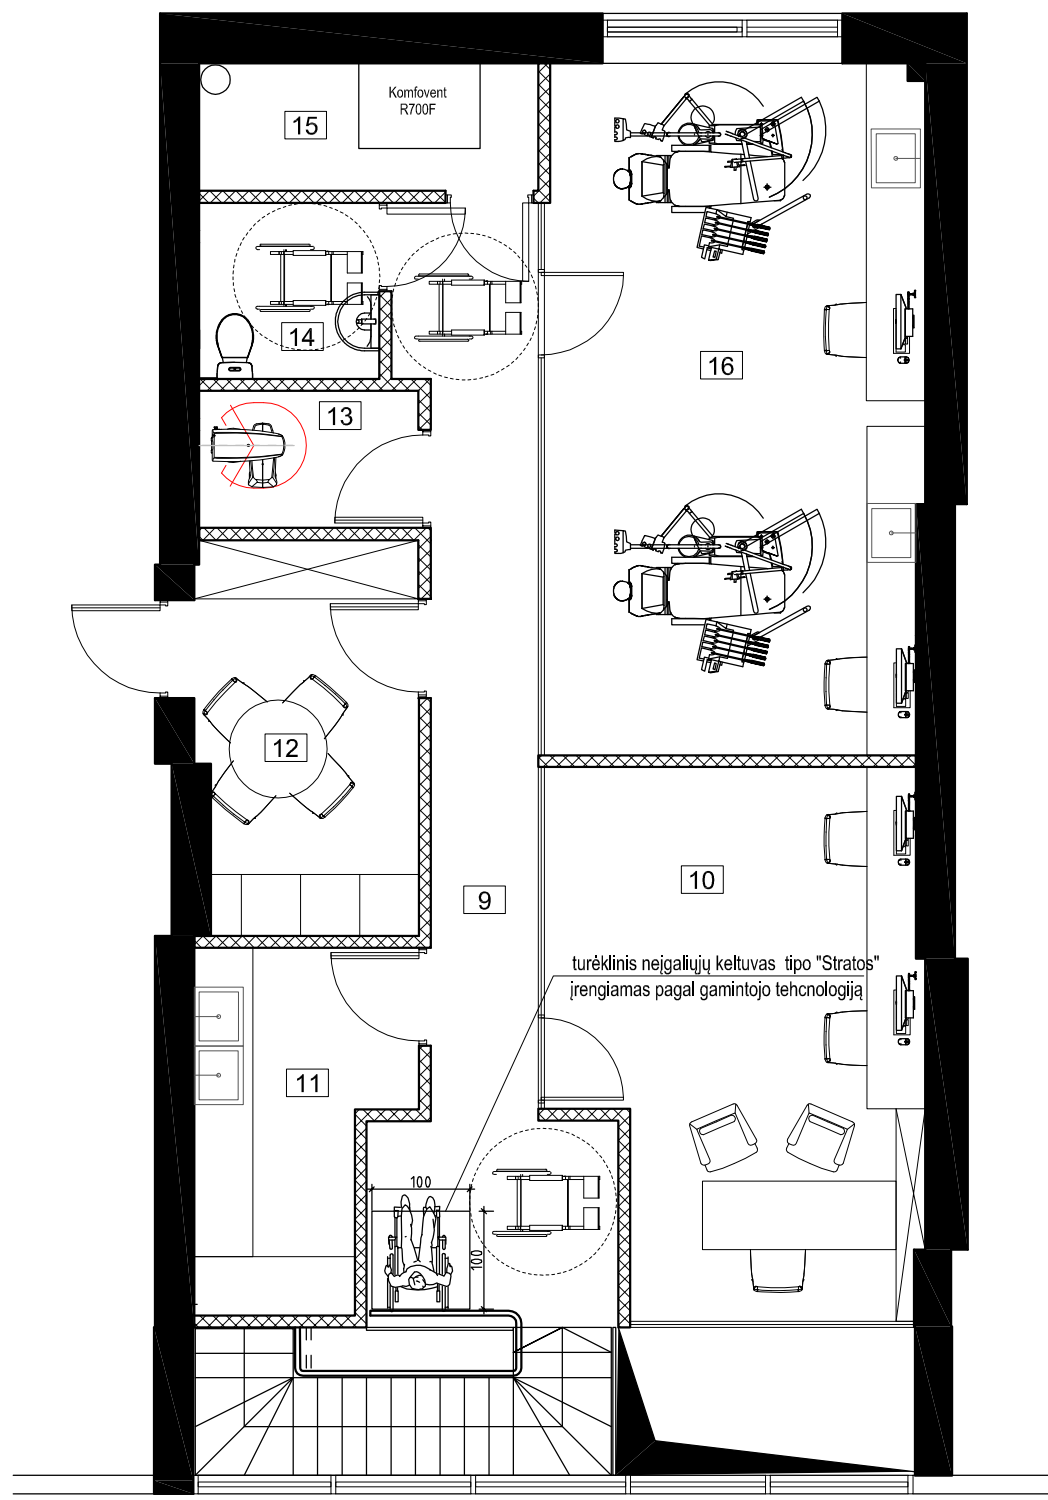 Komfovent
R700F
15
14
13
16
12
10
9
turėklinis neįgaliųjų keltuvas tipo "Stratos"
įrengiamas pagal gamintojo tehcnologiją
11
100
100